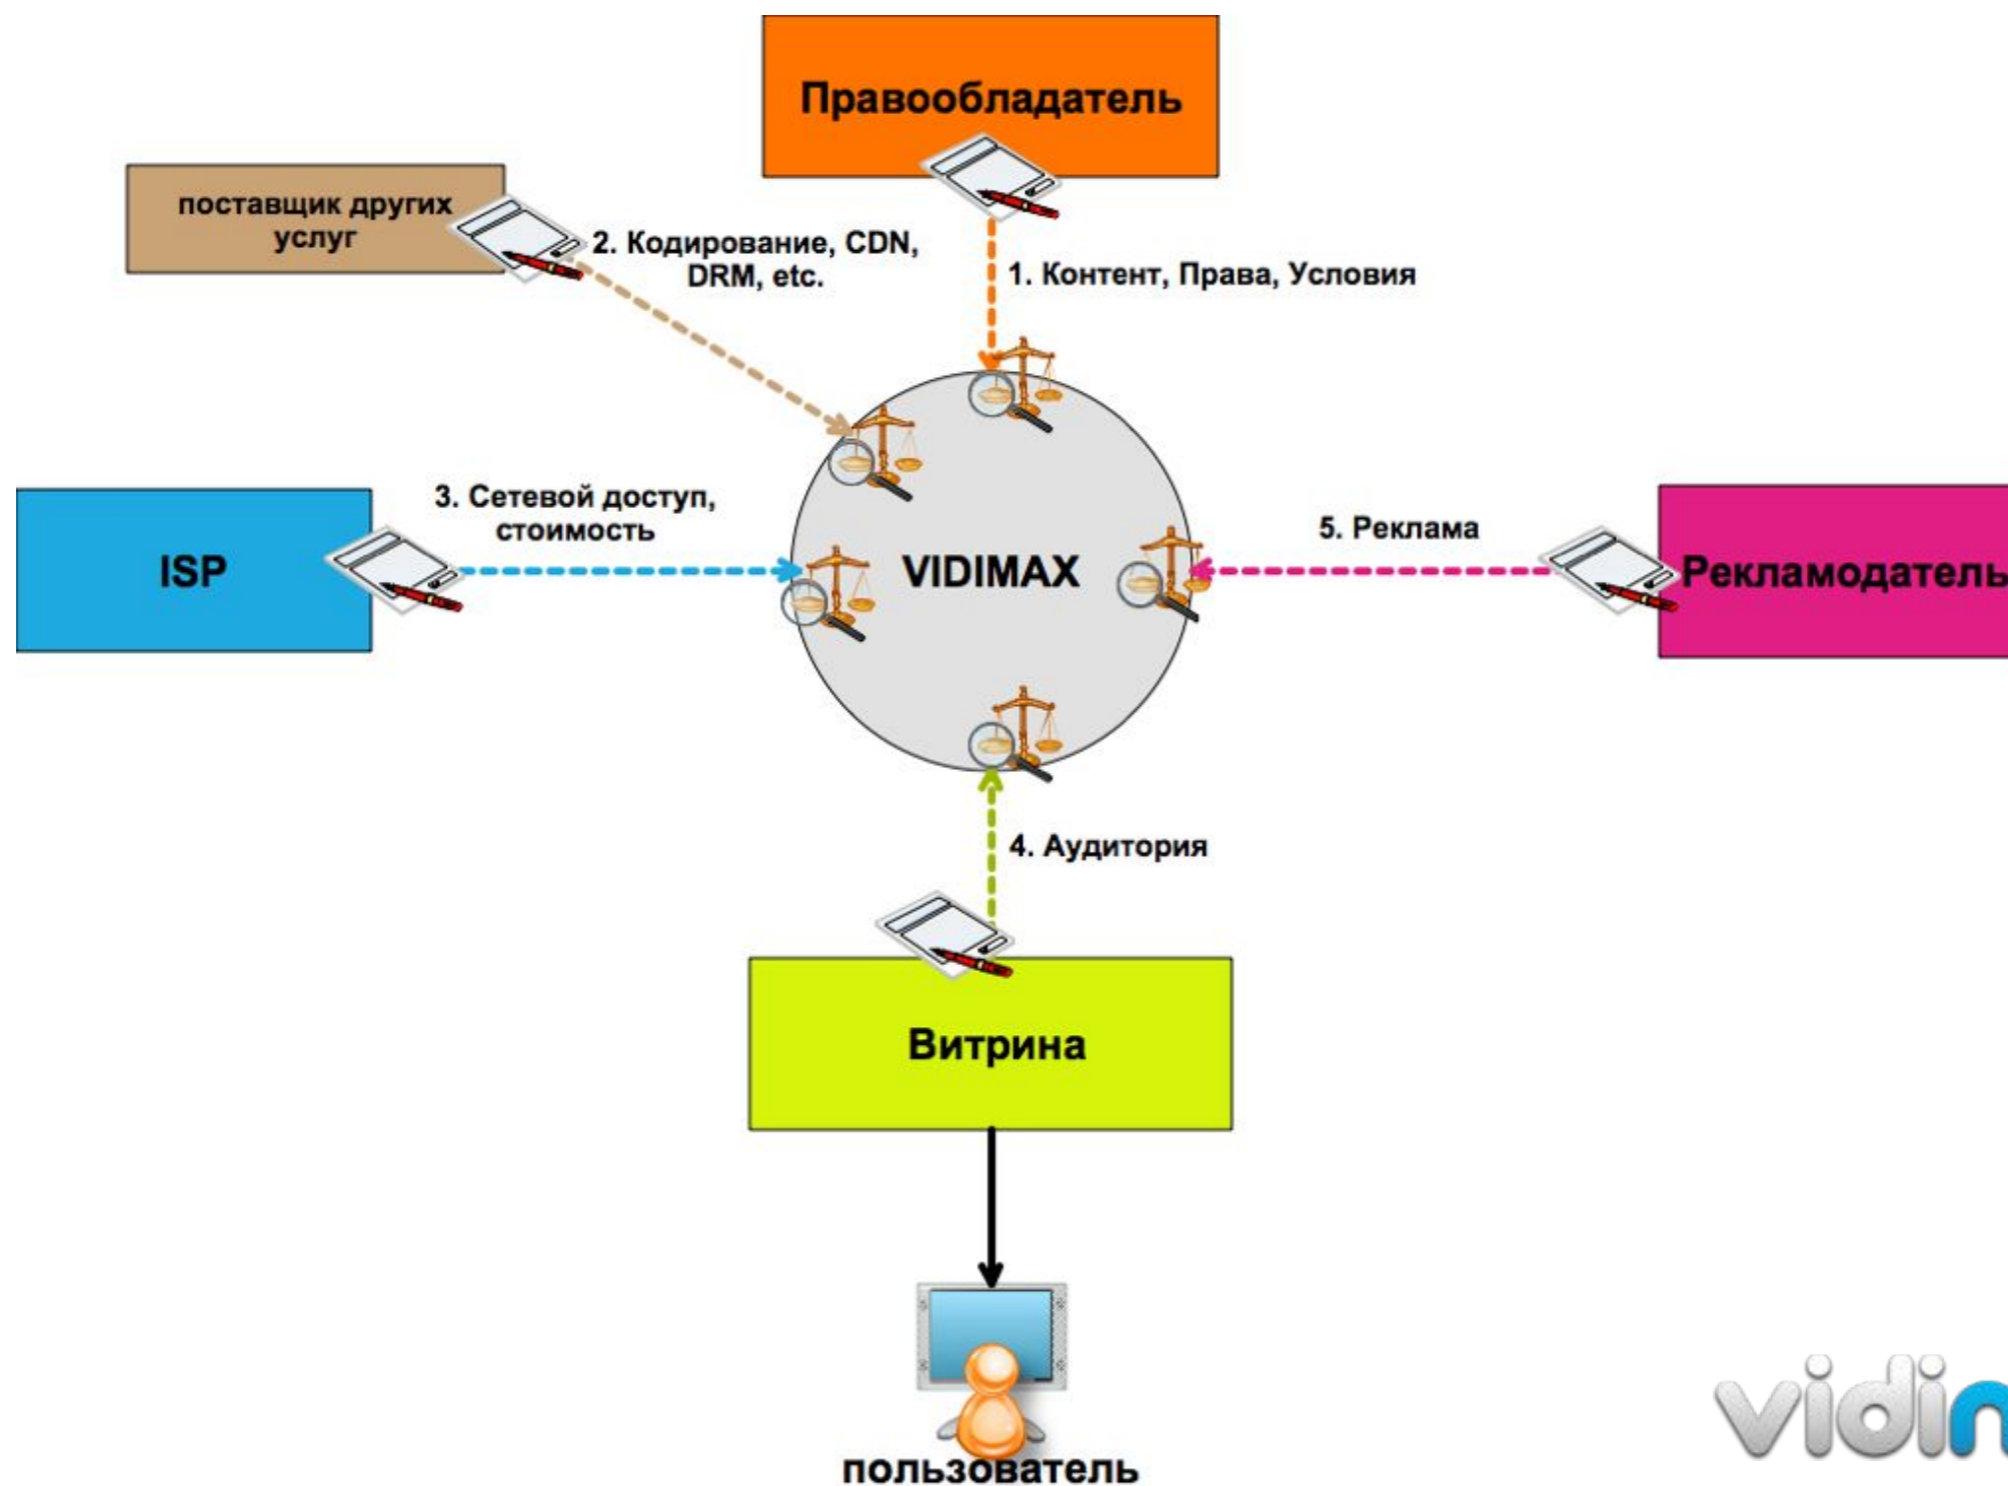 Правообладатель
поставщик других
услуг
2. Кодирование, CDN,
DRM, etc.
1. Контент, Права, Условия
3. Сетевой доступ,
стоимость
5. Реклама
ISP
VIDIMAX
Рекламодатель
4. Аудитория
Витрина
пользователь